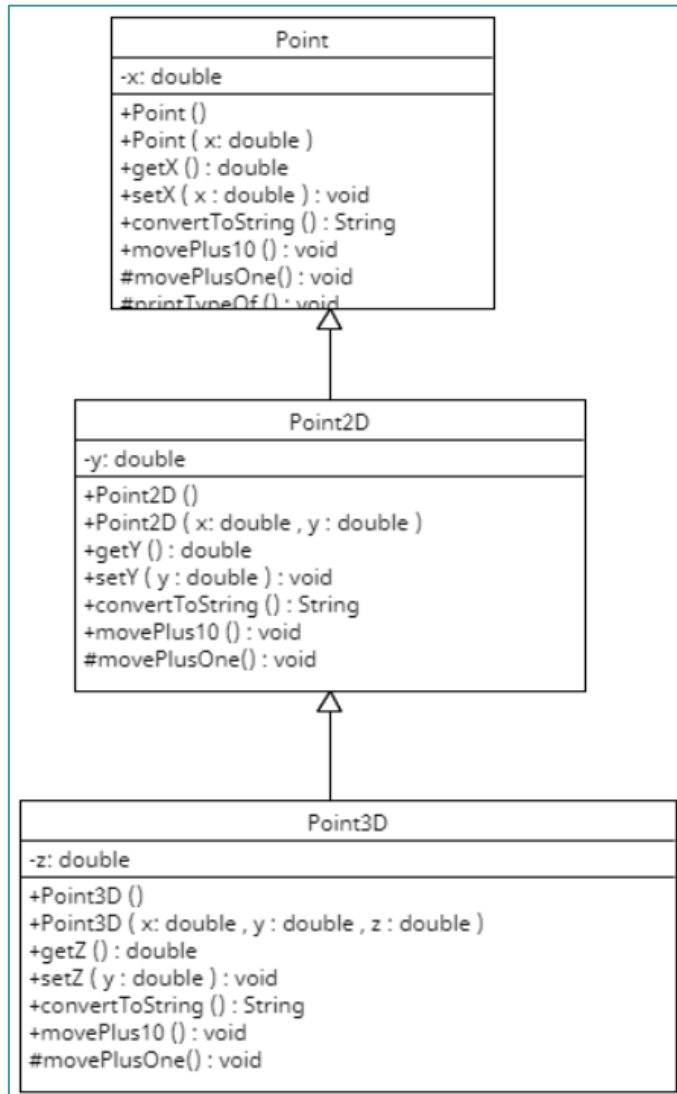 Point
-x: double
+Point ()
+Point ( x: double )
+getX () : double
+setX ( x : double ) : void
+convertToString () : String
+movePlus10 () : void
#movePlusOne() : void
#printTypeOf () : void
Point2D
-y: double
+Point2D ()
+Point2D ( x: double , y : double )
+getY () : double
+setY ( y : double ) : void
+convertToString () : String
+movePlus10 () : void
#movePlusOne() : void
Point3D
-z: double
+Point3D ()
+Point3D ( x: double , y : double , z : double )
+getZ () : double
+setZ ( y : double ) : void
+convertToString () : String
+movePlus10 () : void
#movePlusOne() : void